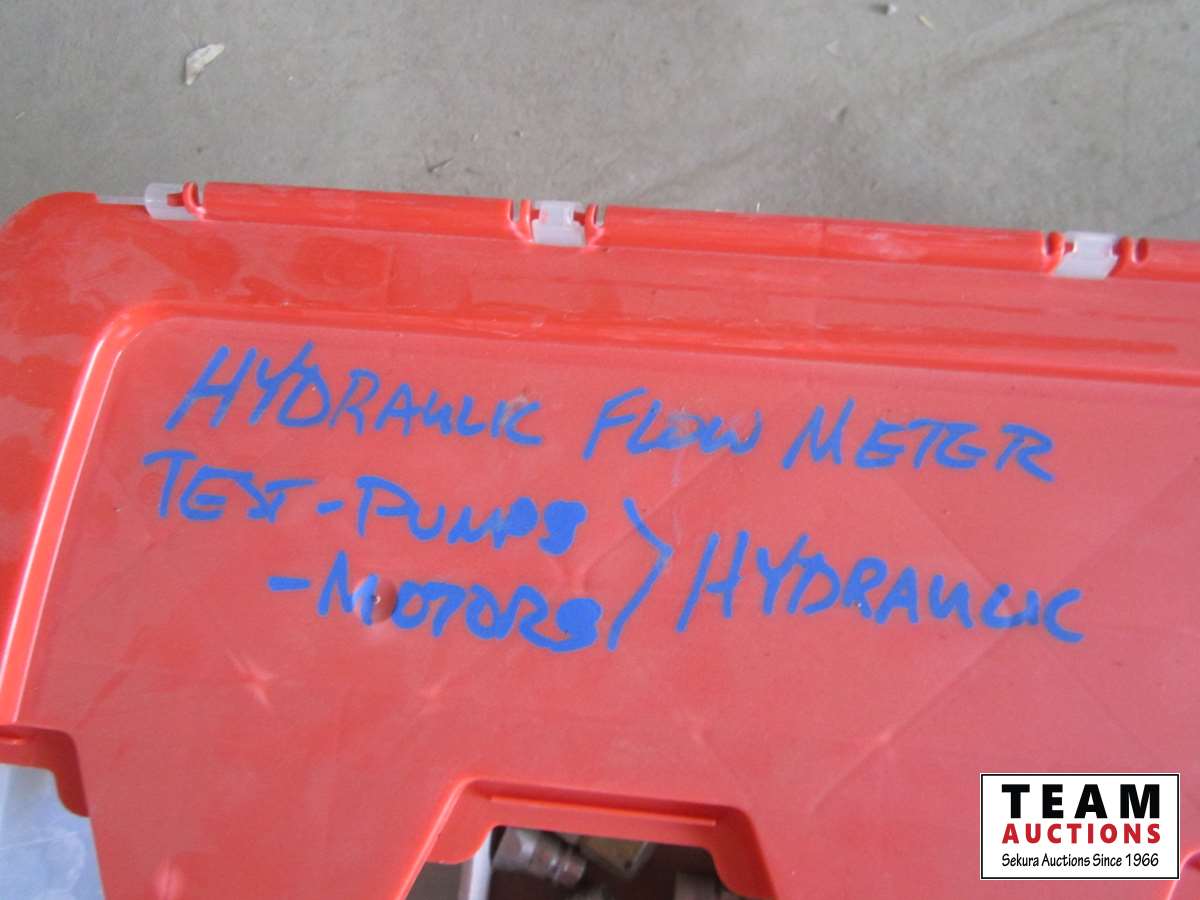 HYDRAULIC FLOW METER
TEST-PUMPS
-MOTORS > HYDRAULIC
TEAM
AUCTIONS
Sekura Auctions Since 1966